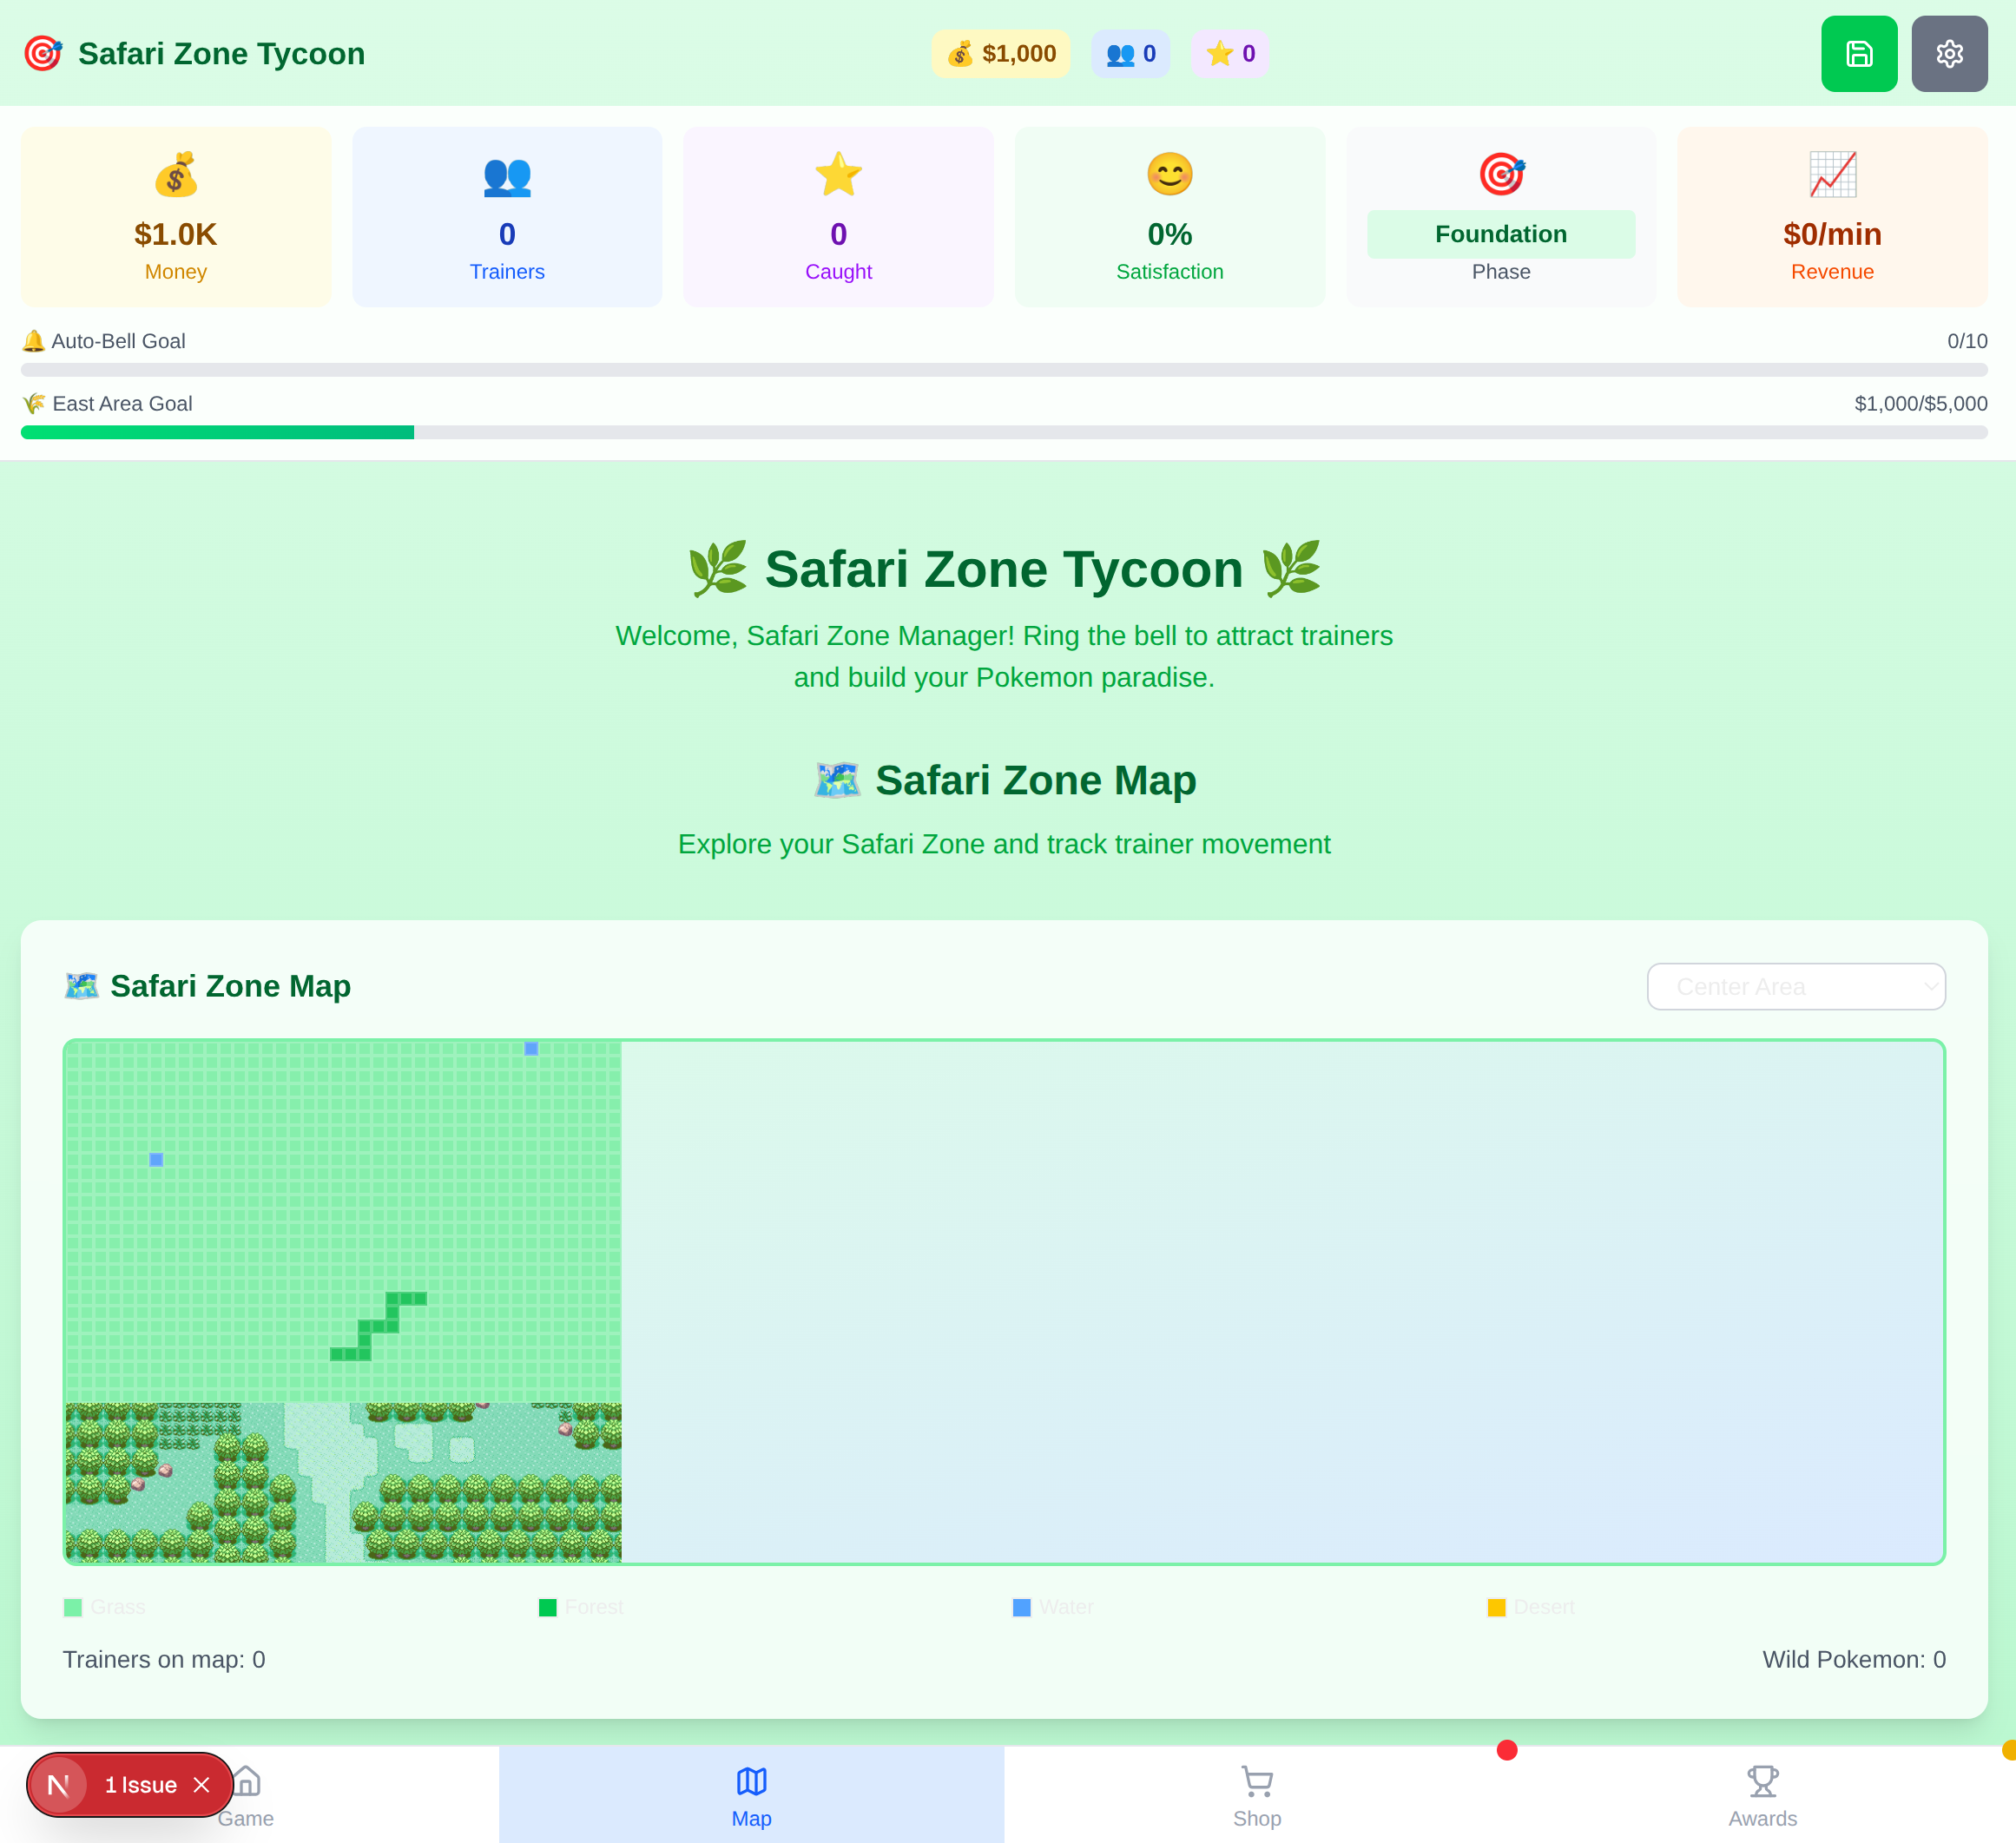 Safari Zone Tycoon
$1,000
0
0
$1.0K
Money
0
Trainers
0
Caught
0%
Satisfaction
Foundation
Phase
$0/min
Revenue
Auto-Bell Goal
0/10
East Area Goal
$1,000/$5,000
Safari Zone Tycoon
Welcome, Safari Zone Manager! Ring the bell to attract trainers
and build your Pokemon paradise.
Safari Zone Map
Explore your Safari Zone and track trainer movement
Safari Zone Map
Center Area
Grass
Forest
Water
Desert
Trainers on map: 0
Wild Pokemon: 0
N
1 Issue
Game
Map
Shop
Awards